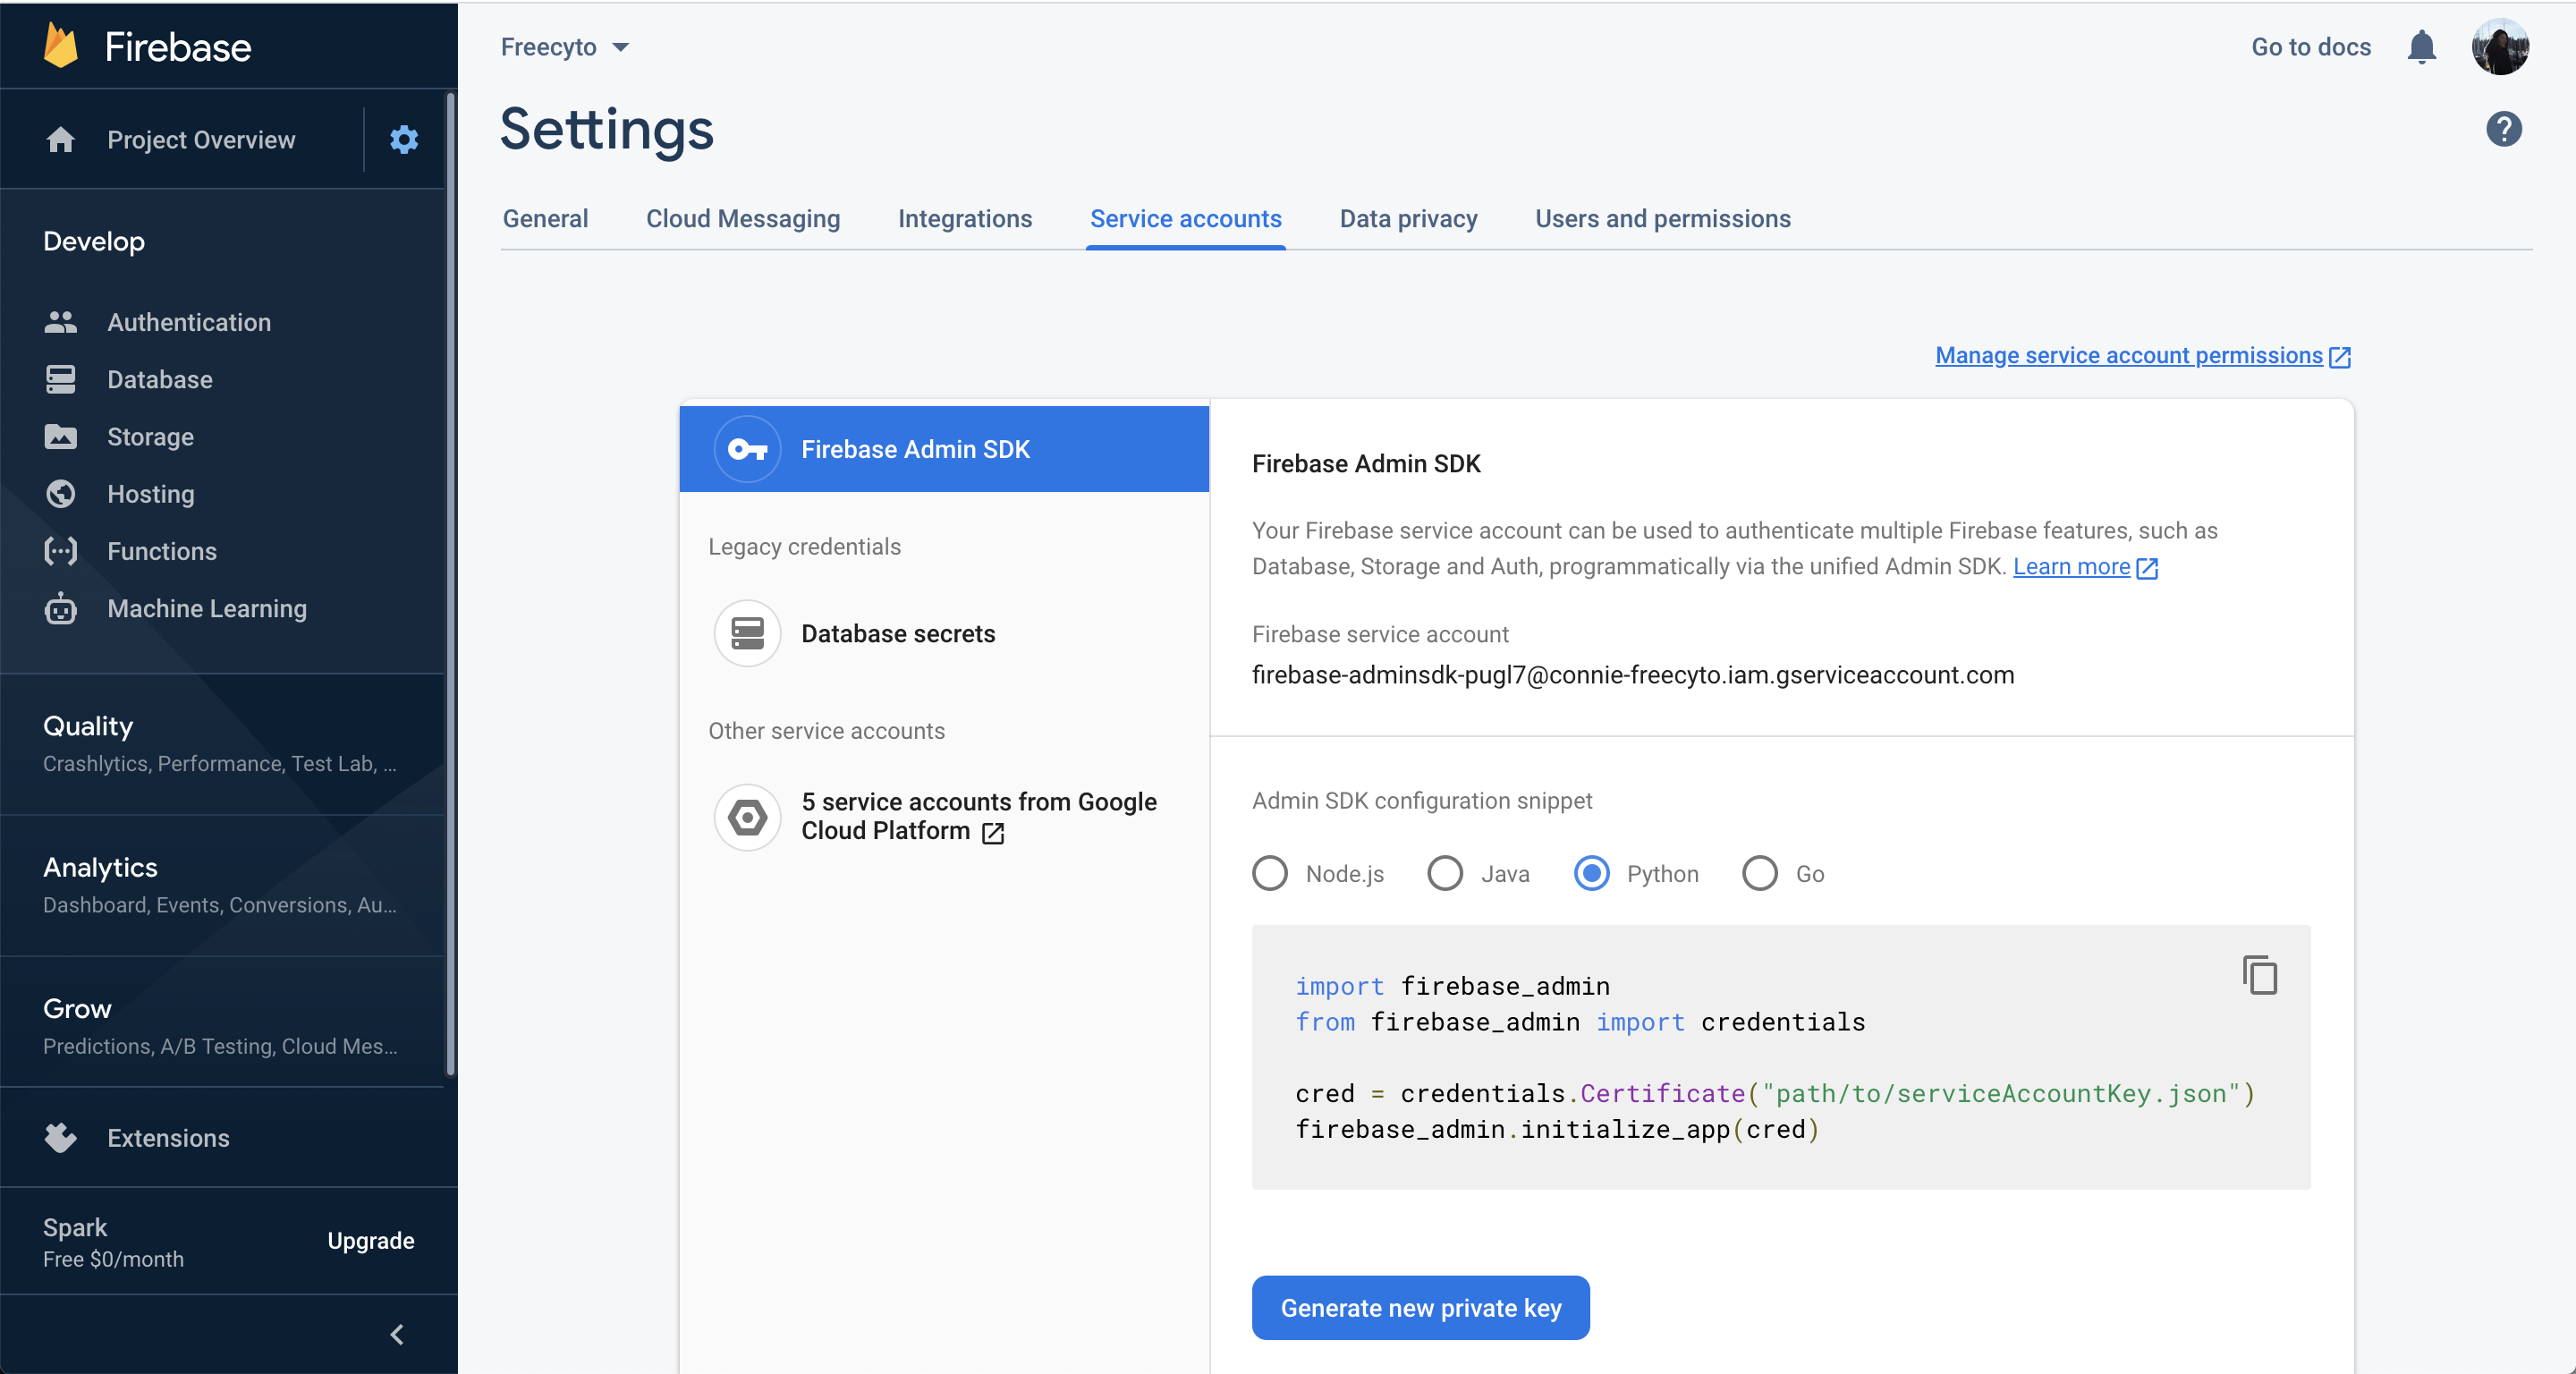 Firebase
Project Overview
Develop
Authentication
Database
Storage
Hosting
Functions
Machine Learning
Quality
Crashlytics, Performance, Test Lab, ...
Analytics
Dashboard, Events, Conversions, Au...
Grow
Predictions, A/B Testing, Cloud Mes...
Extensions
Spark
Free $0/month
Upgrade
Freecyto
Go to docs
Settings
General Cloud Messaging Integrations Service accounts Data privacy Users and permissions
Manage service account permissions
Firebase Admin SDK
Legacy credentials
Database secrets
Other service accounts
5 service accounts from Google
Cloud Platform
Firebase Admin SDK
Your Firebase service account can be used to authenticate multiple Firebase features, such as
Database, Storage and Auth, programmatically via the unified Admin SDK. Learn more
Firebase service account
firebase-adminsdk-pugl7@connie-freecyto.iam.gserviceaccount.com
Admin SDK configuration snippet
Node.js Java Python Go
import firebase_admin
from firebase_admin import credentials
cred = credentials.Certificate("path/to/serviceAccountKey.json")
firebase_admin.initialize_app(cred)
Generate new private key